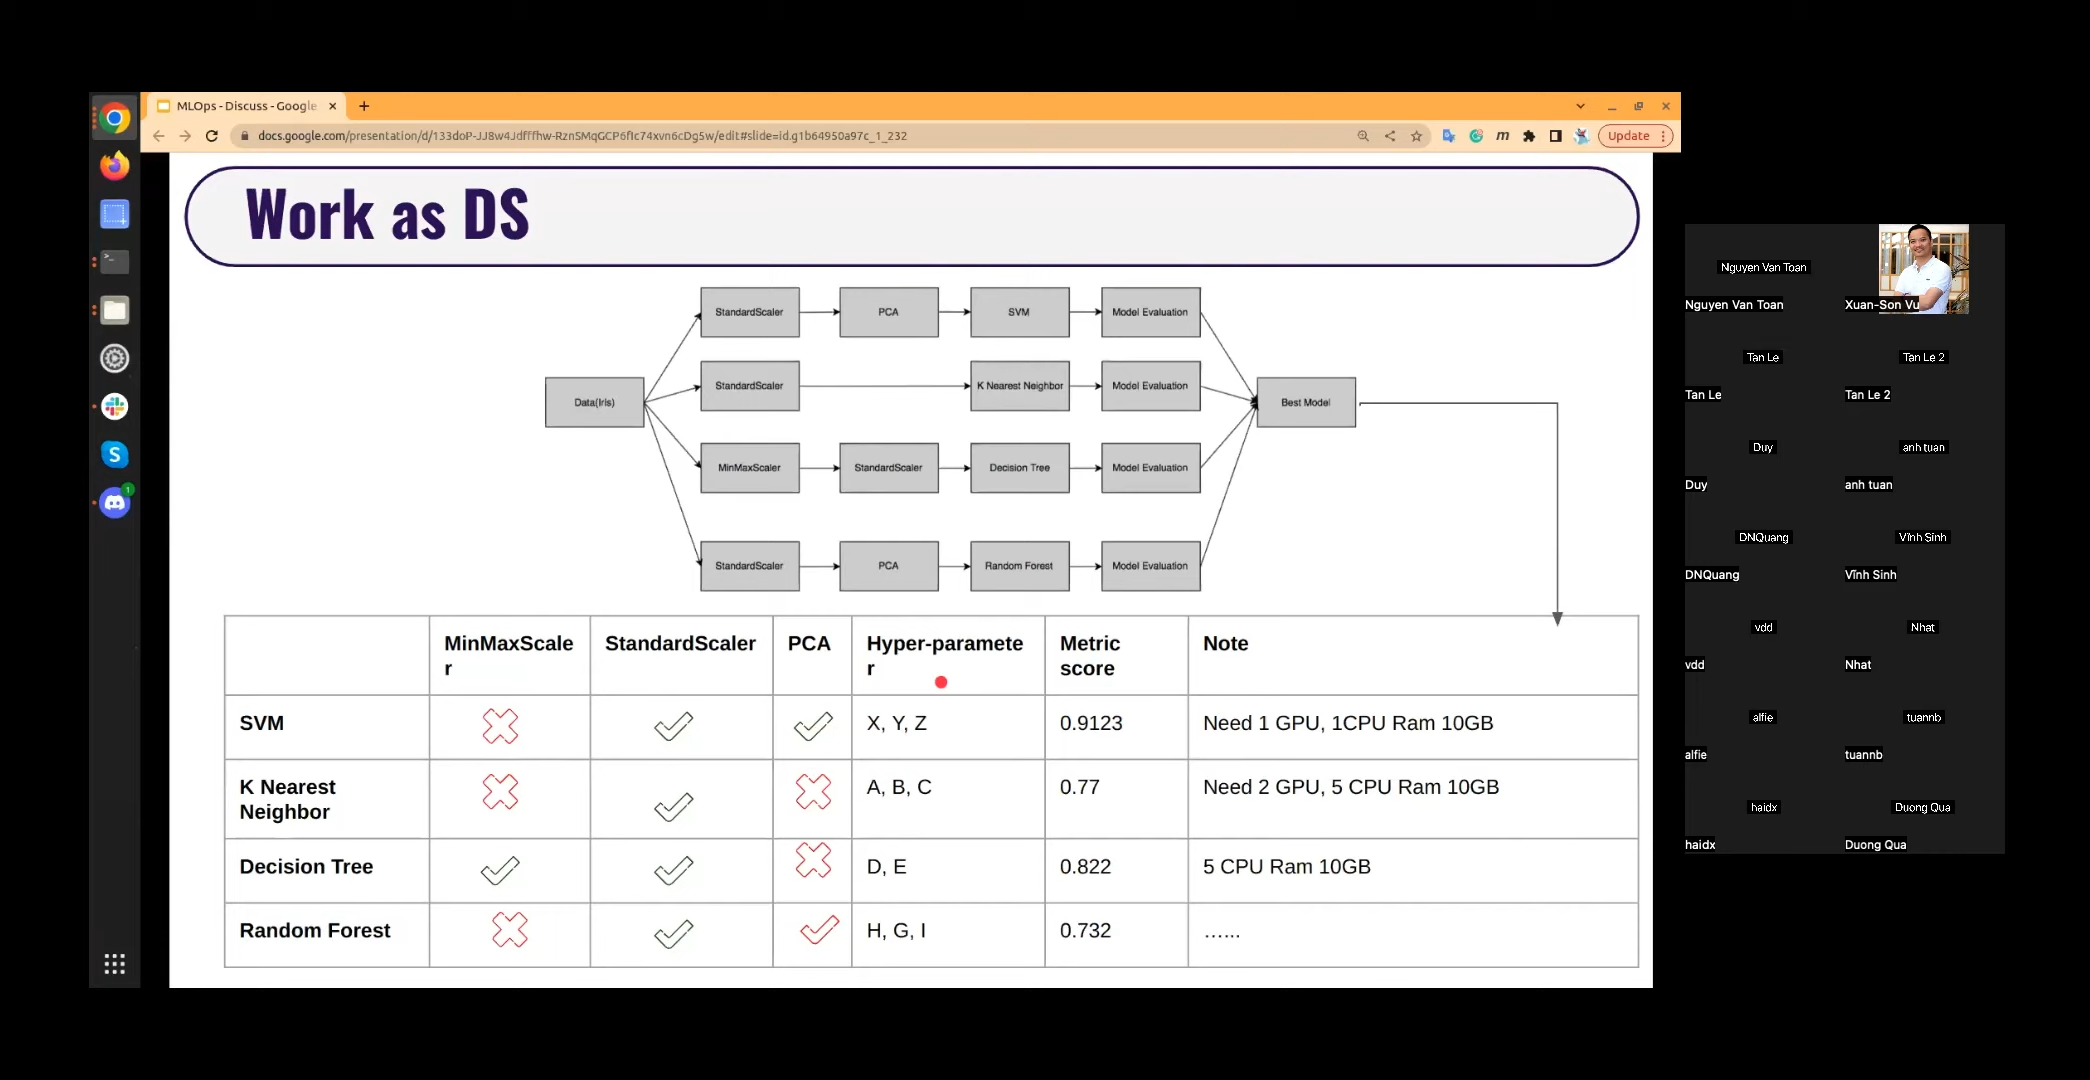 MLOps - Discuss - Google
docs.google.com/presentation/d/133doP-JJ8w4Jdfffhw-RznSMqGCP6fIc74xvn6cDg5w/edit#slide=id.g1b64950a97c_1_232
m
Update
Work as DS
StandardScaler
PCA
SVM
Model Evaluation
StandardScaler
K Nearest Neighbor
Model Evaluation
Data(Iris)
Best Model
MinMaxScaler
StandardScaler
Decision Tree
Model Evaluation
StandardScaler
PCA
Random Forest
Model Evaluation
MinMaxScale
r
StandardScaler
PCA
Hyper-paramete
r
Metric
score
Note
SVM
X, Y, Z
0.9123
Need 1 GPU, 1CPU Ram 10GB
K Nearest
Neighbor
A, B, C
0.77
Need 2 GPU, 5 CPU Ram 10GB
Decision Tree
D, E
0.822
5 CPU Ram 10GB
Random Forest
H, G, I
0.732
......
S
1
Nguyen Van Toan
Nguyen Van Toan
Xuan-Son Vu
Tan Le
Tan Le 2
Tan Le
Tan Le 2
Duy
anh tuan
Duy
anh tuan
DNQuang
Vĩnh Sinh
DNQuang
Vĩnh Sinh
vdd
Nhat
vdd
Nhat
alfie
tuannb
alfie
tuannb
haidx
Duong Qua
haidx
Duong Qua